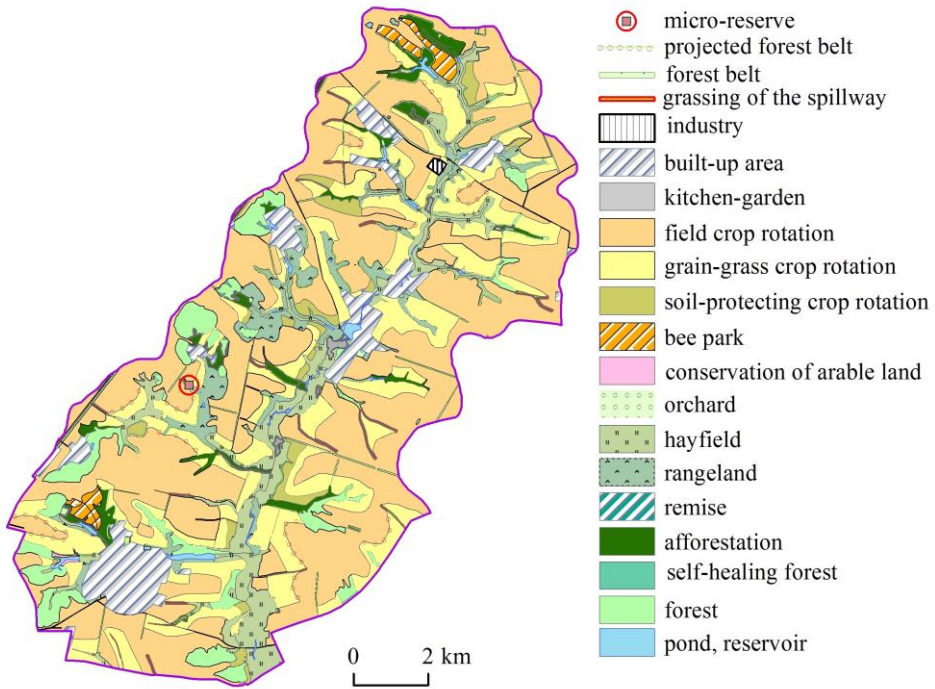 micro-reserve
projected forest belt
forest belt
grassing of the spillway
industry
built-up area
kitchen-garden
field crop rotation
grain-grass crop rotation
soil-protecting crop rotation
bee park
conservation of arable land
orchard
hayfield
rangeland
remise
afforestation
self-healing forest
forest
pond, reservoir
0 2 km